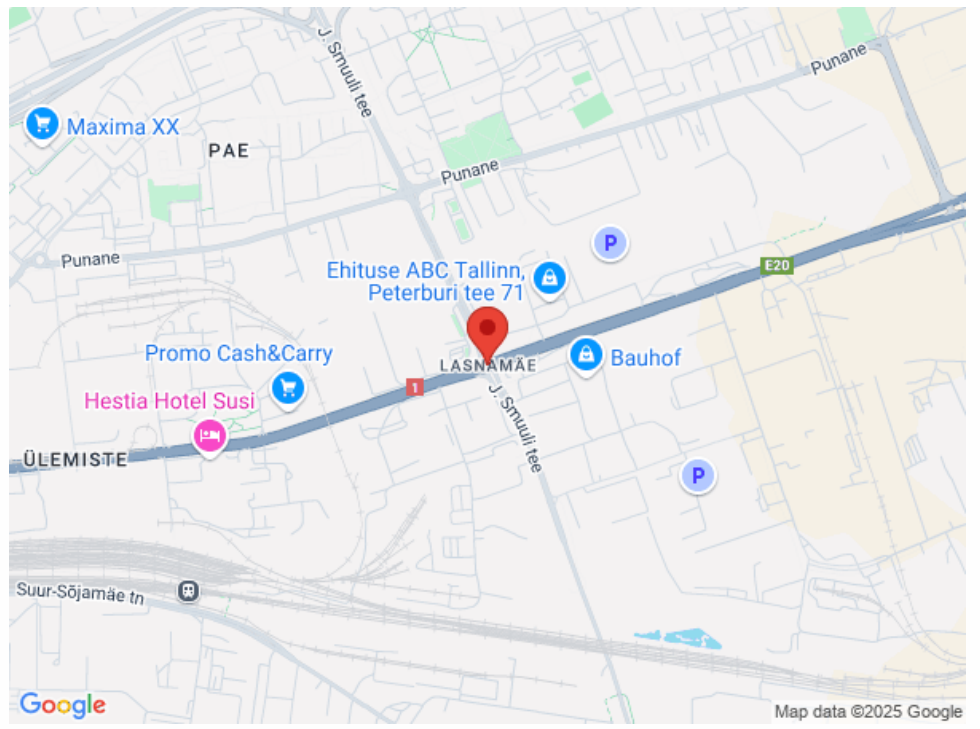 J. Smuuli tee
Punane
Maxima XX
PAE
Punane
Punane
P
Ehituse ABC Tallinn,
Peterburi tee 71
E20
Promo Cash&Carry
LASNAMÄE
Bauhof
1
Hestia Hotel Susi
J. Smuuli tee
ÜLEMISTE
P
Suur-Sõjamäe tn
Google
Map data ©2025 Google